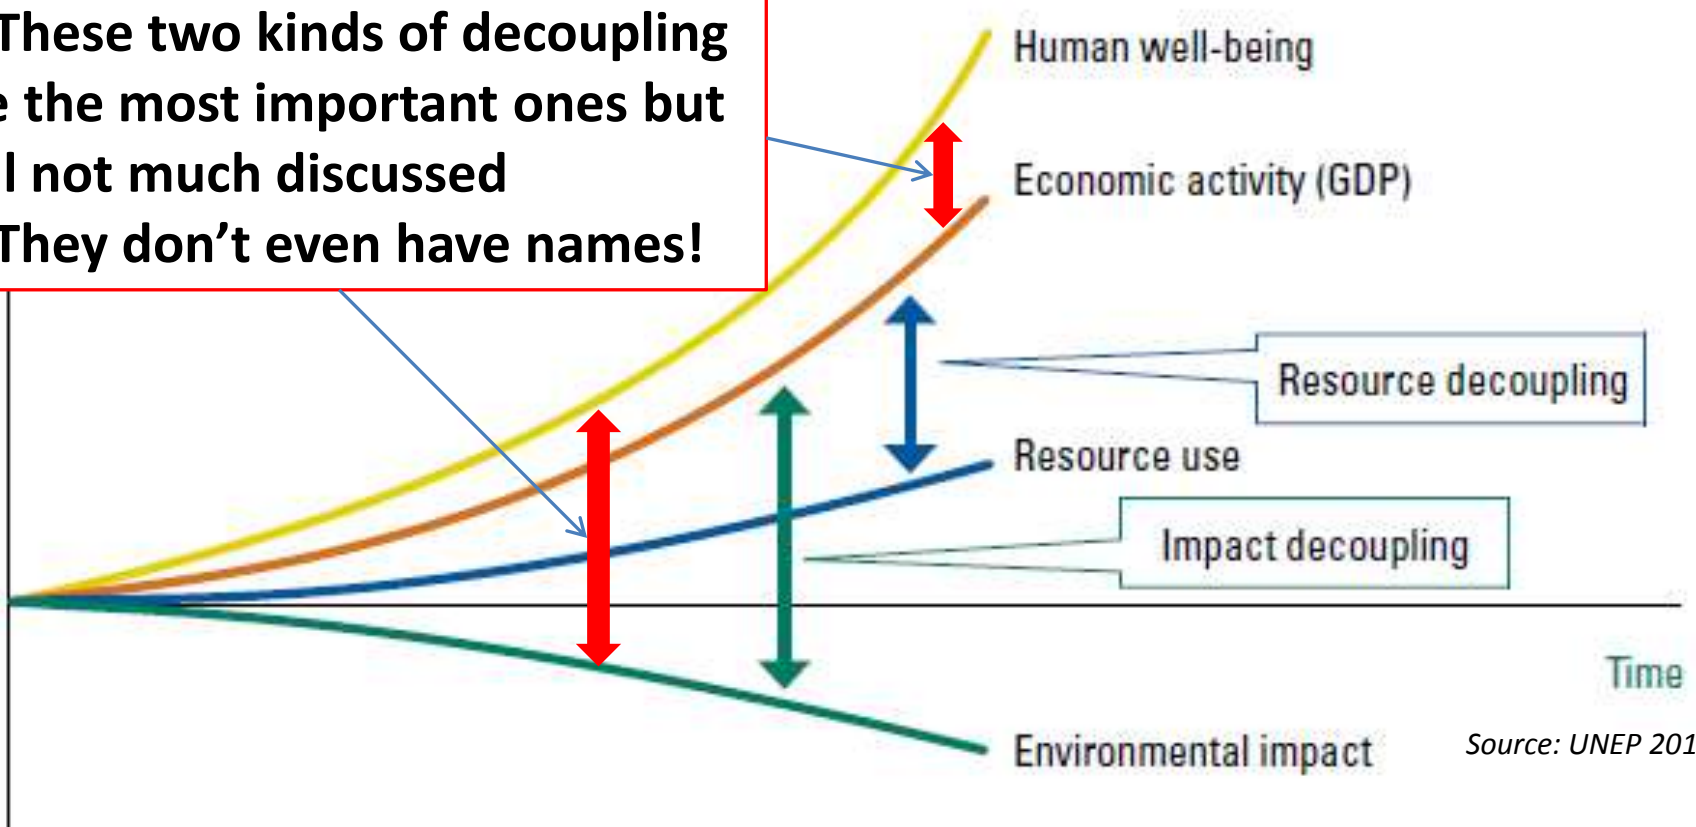 These two kinds of decoupling
e the most important ones but
l not much discussed
They don’t even have names!
Human well-being
Economic activity (GDP)
Resource decoupling
Resource use
Impact decoupling
Time
Environmental impact
Source: UNEP 201